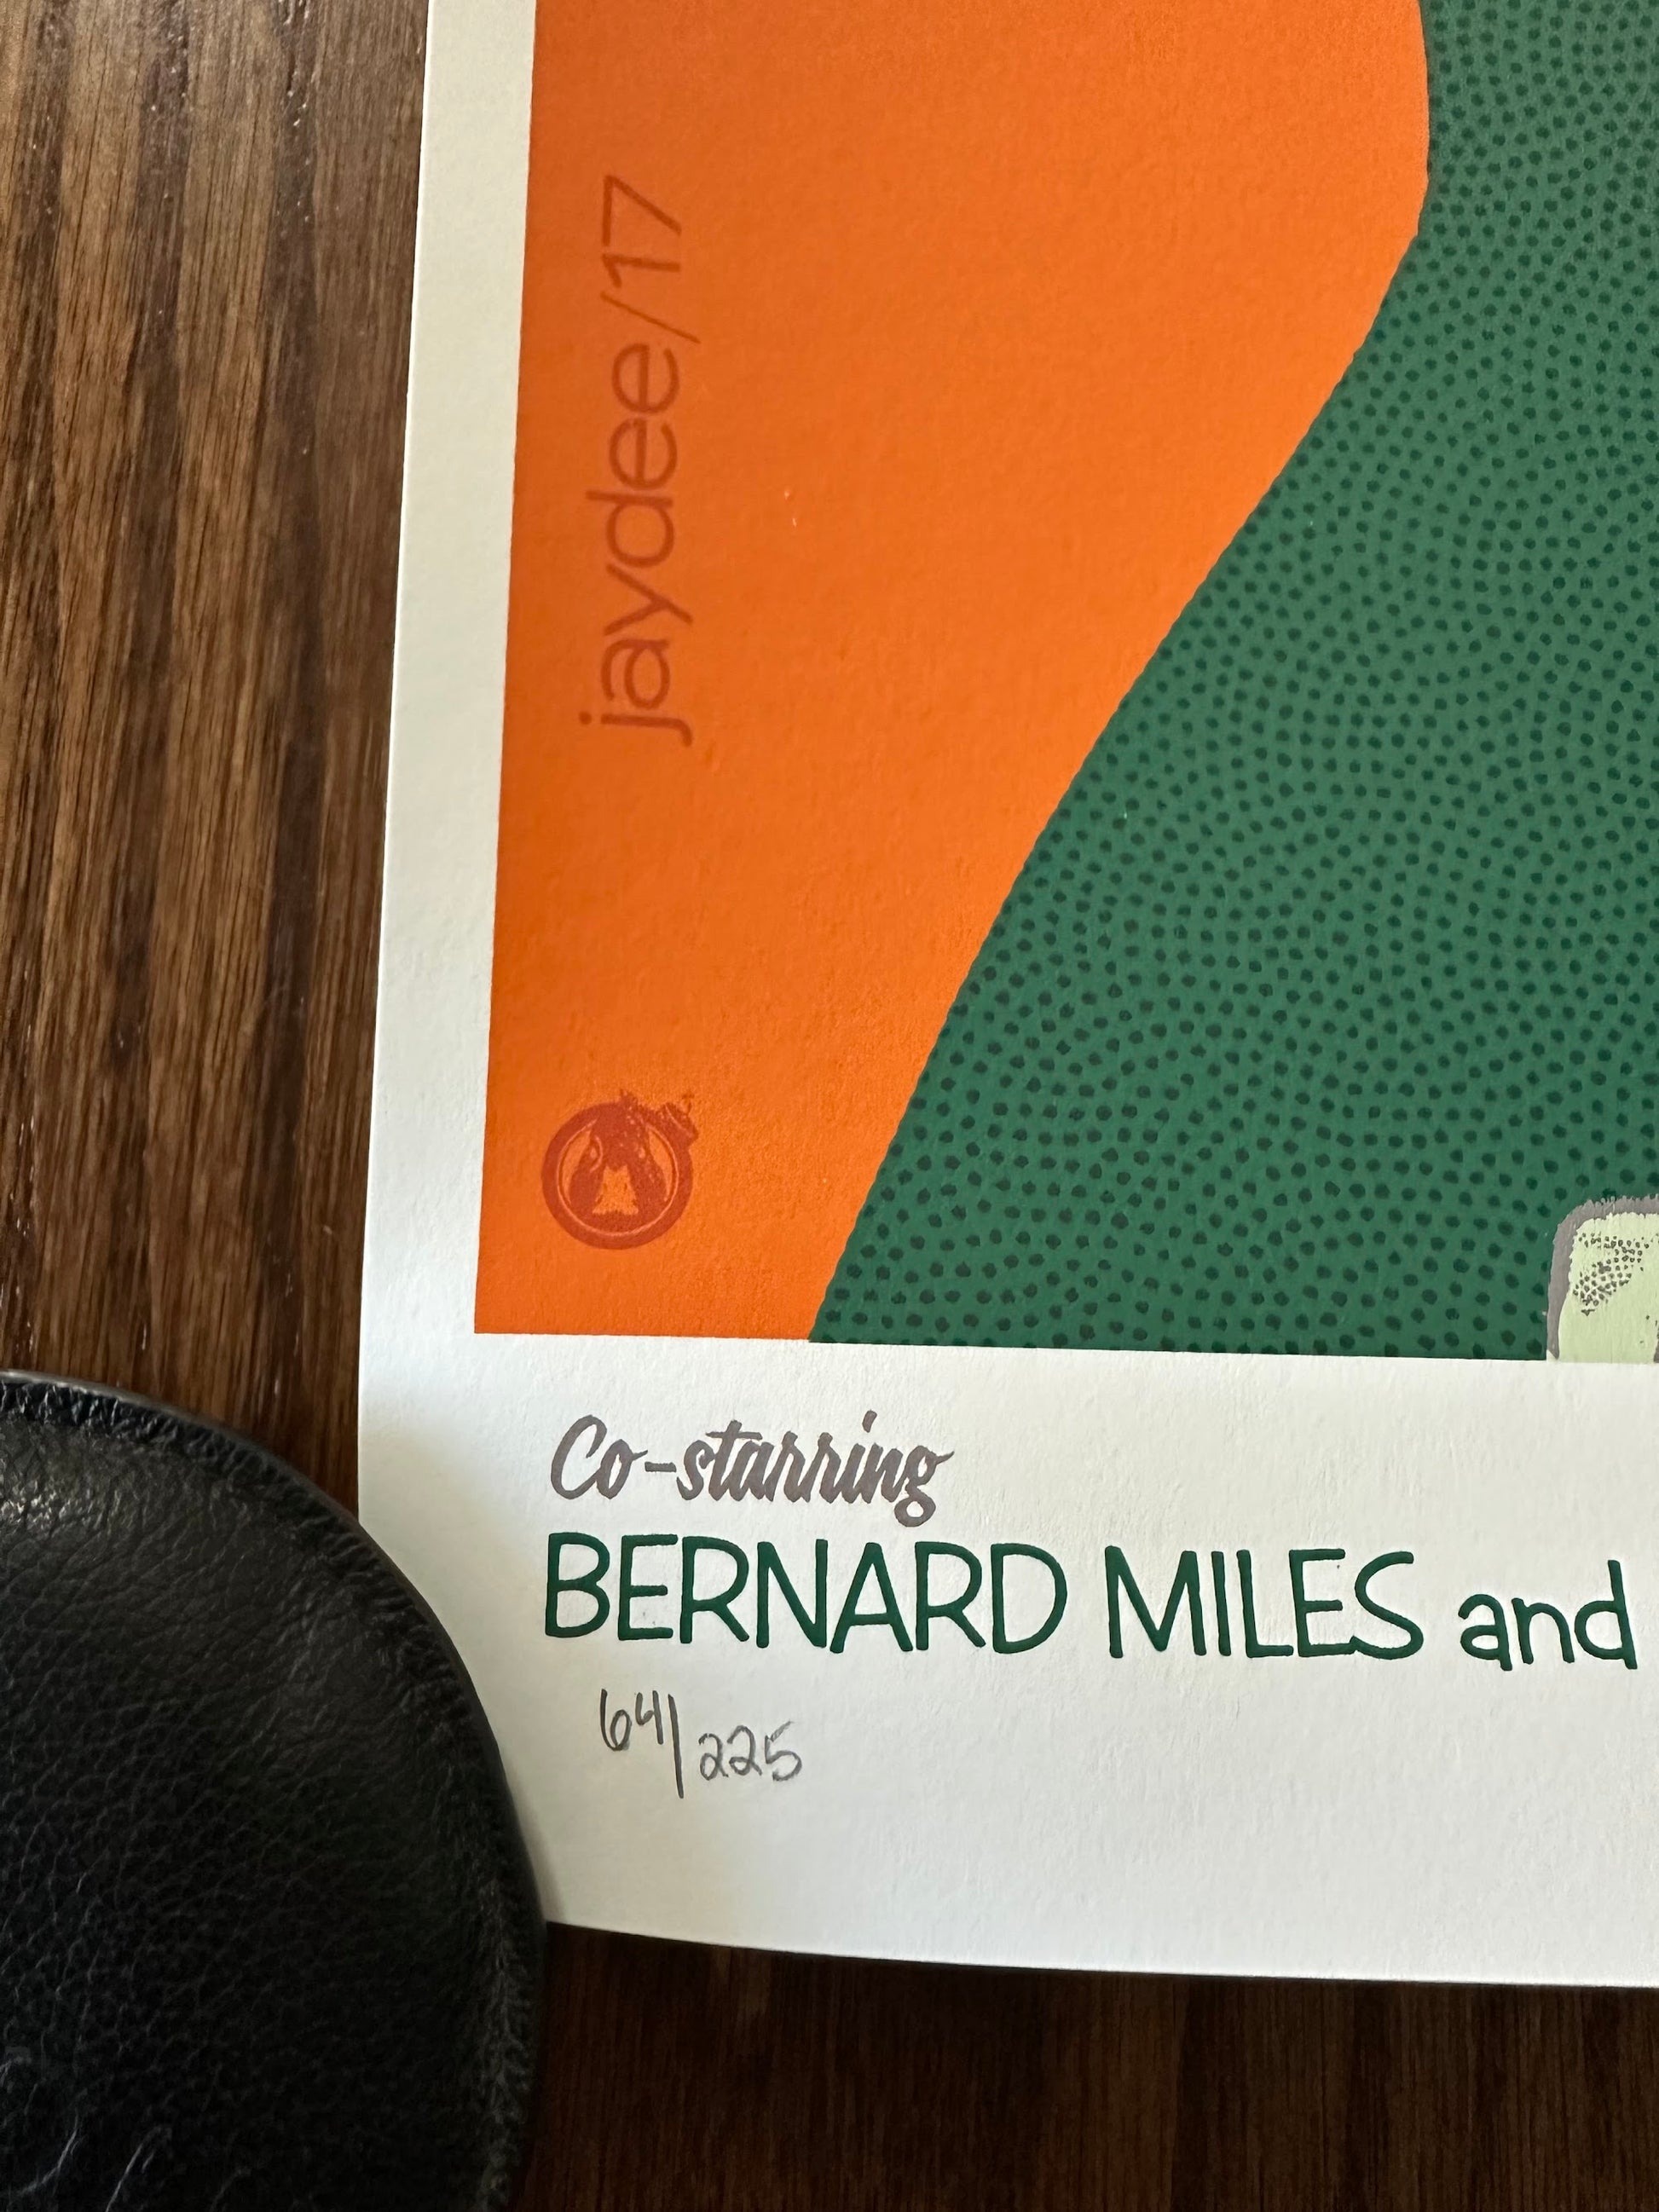 jaydee/17
Co-starring
BERNARD MILES and
64/225